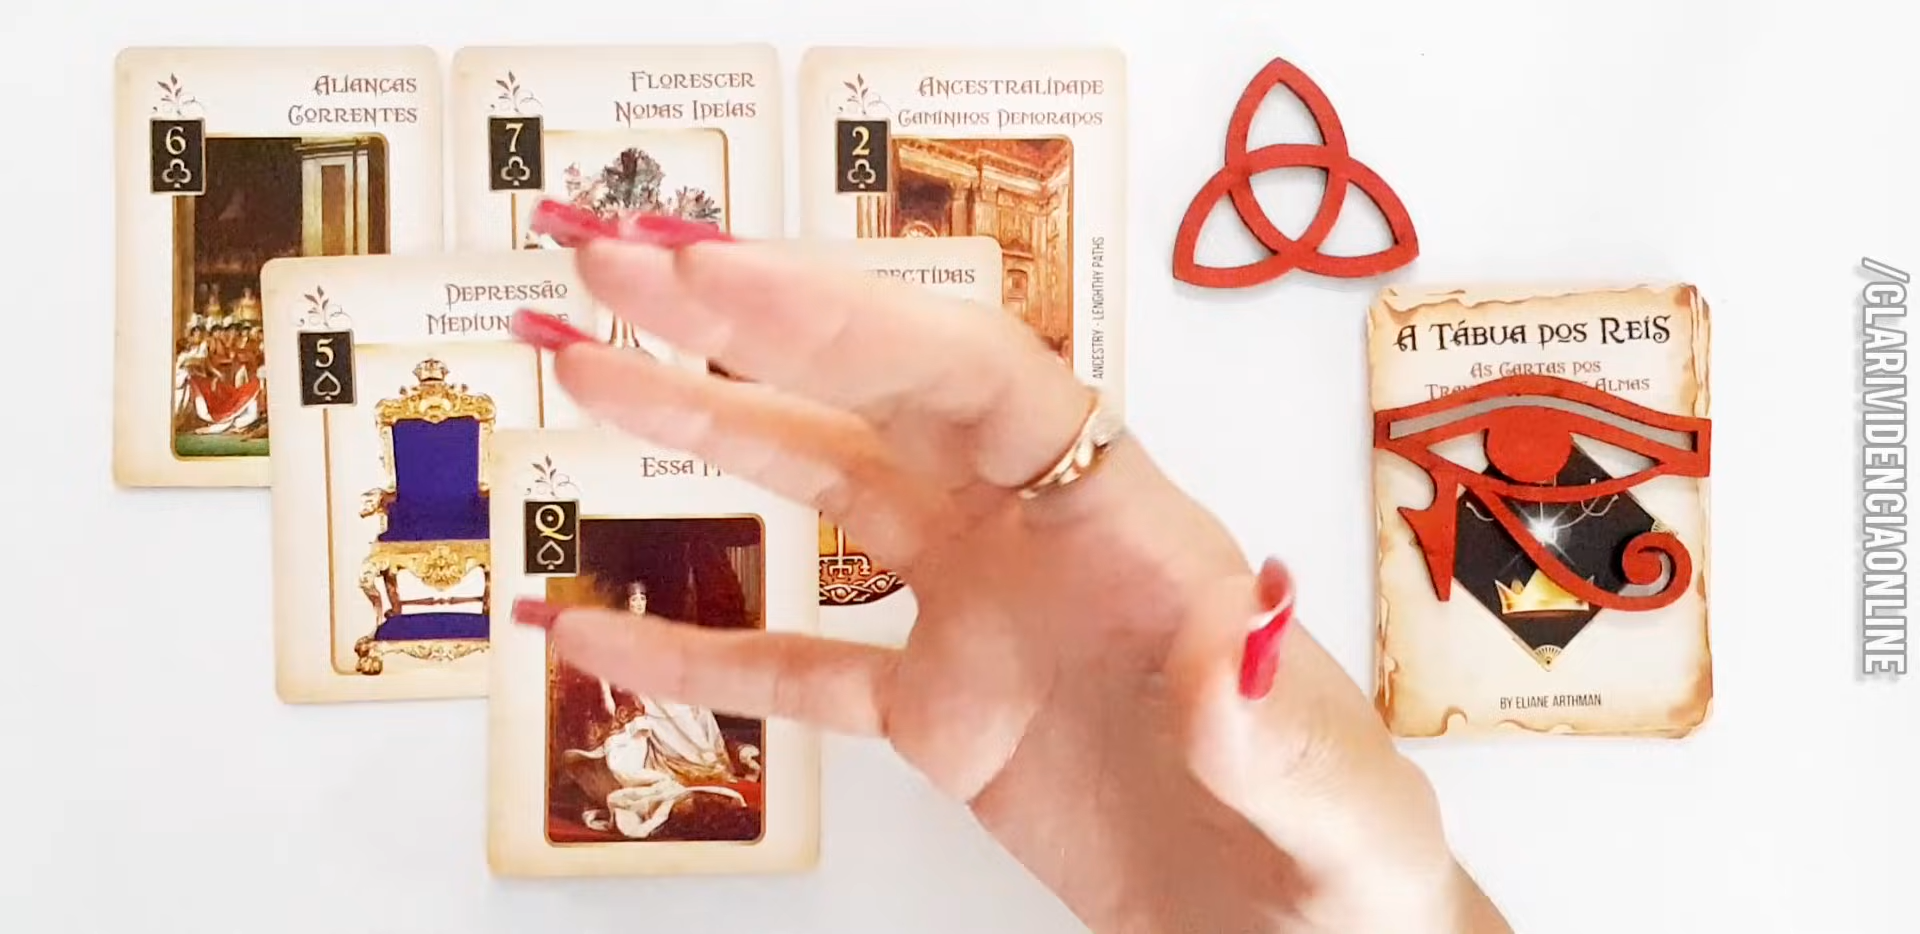 ALIANÇAS
CORRENTES
6
FLORESCER
NOVAS IDEIAS
7
ANCESTRALIDADE
CAMINHOS DEMORADOS
2
ANCESTRY - LENGHTHY PATHS
DEPRESSÃO
5
ESSA
Q
A TÁBUA DOS REIS
AS CARTAS DOS
ALMAS
BY ELIANE ARTHMAN
/CLARIVIDENCIAONLINE